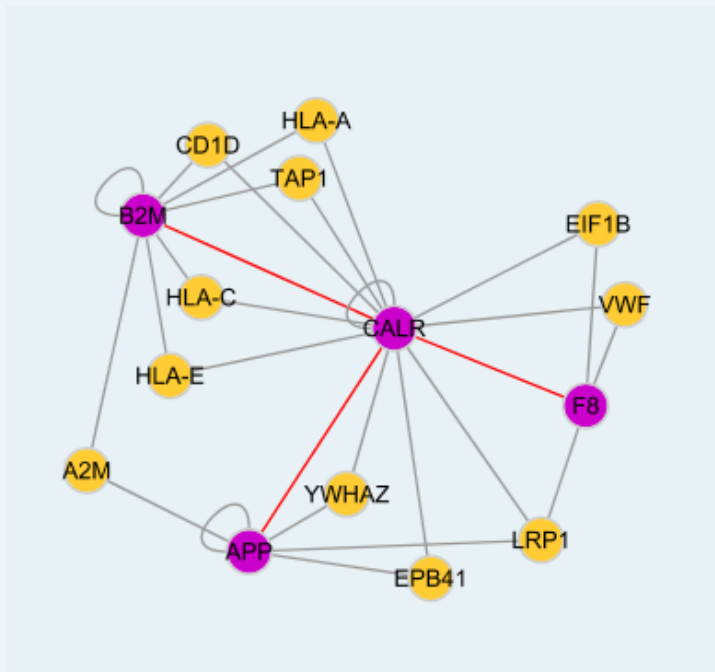 HLA-A
CD1D
TAP1
B2M
EIF1B
HLA-C
VWF
CALR
HLA-E
F8
A2M
YWHAZ
LRP1
APP
EPB41